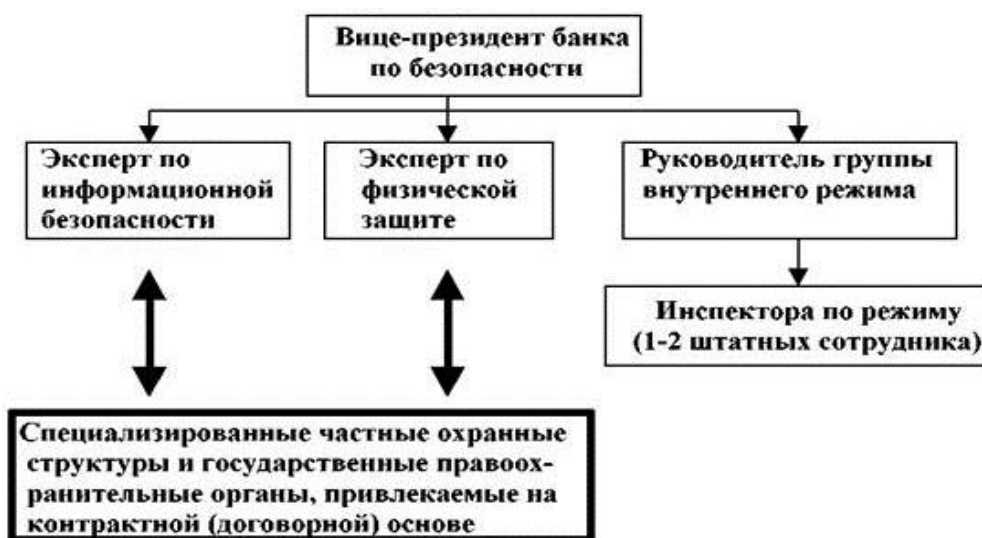 Вице-президент банка
по безопасности
Эксперт по
информационной
безопасности
Эксперт по
физической
защите
Руководитель группы
внутреннего режима
Инспектора по режиму
(1-2 штатных сотрудника)
Специализированные частные охранные
структуры и государственные правоох-
ранительные органы, привлекаемые на
контрактной (договорной) основе